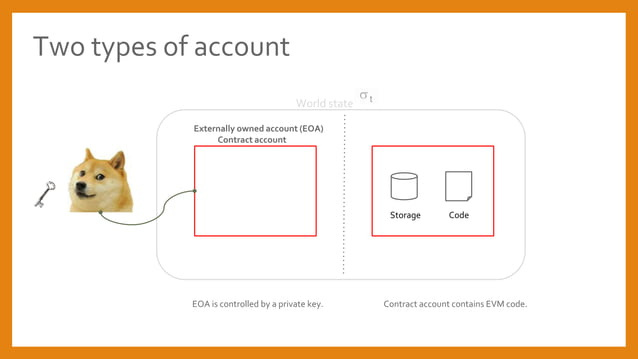 Two types of account
World state σt
Externally owned account (EOA)
Contract account
Storage Code
EOA is controlled by a private key. Contract account contains EVM code.